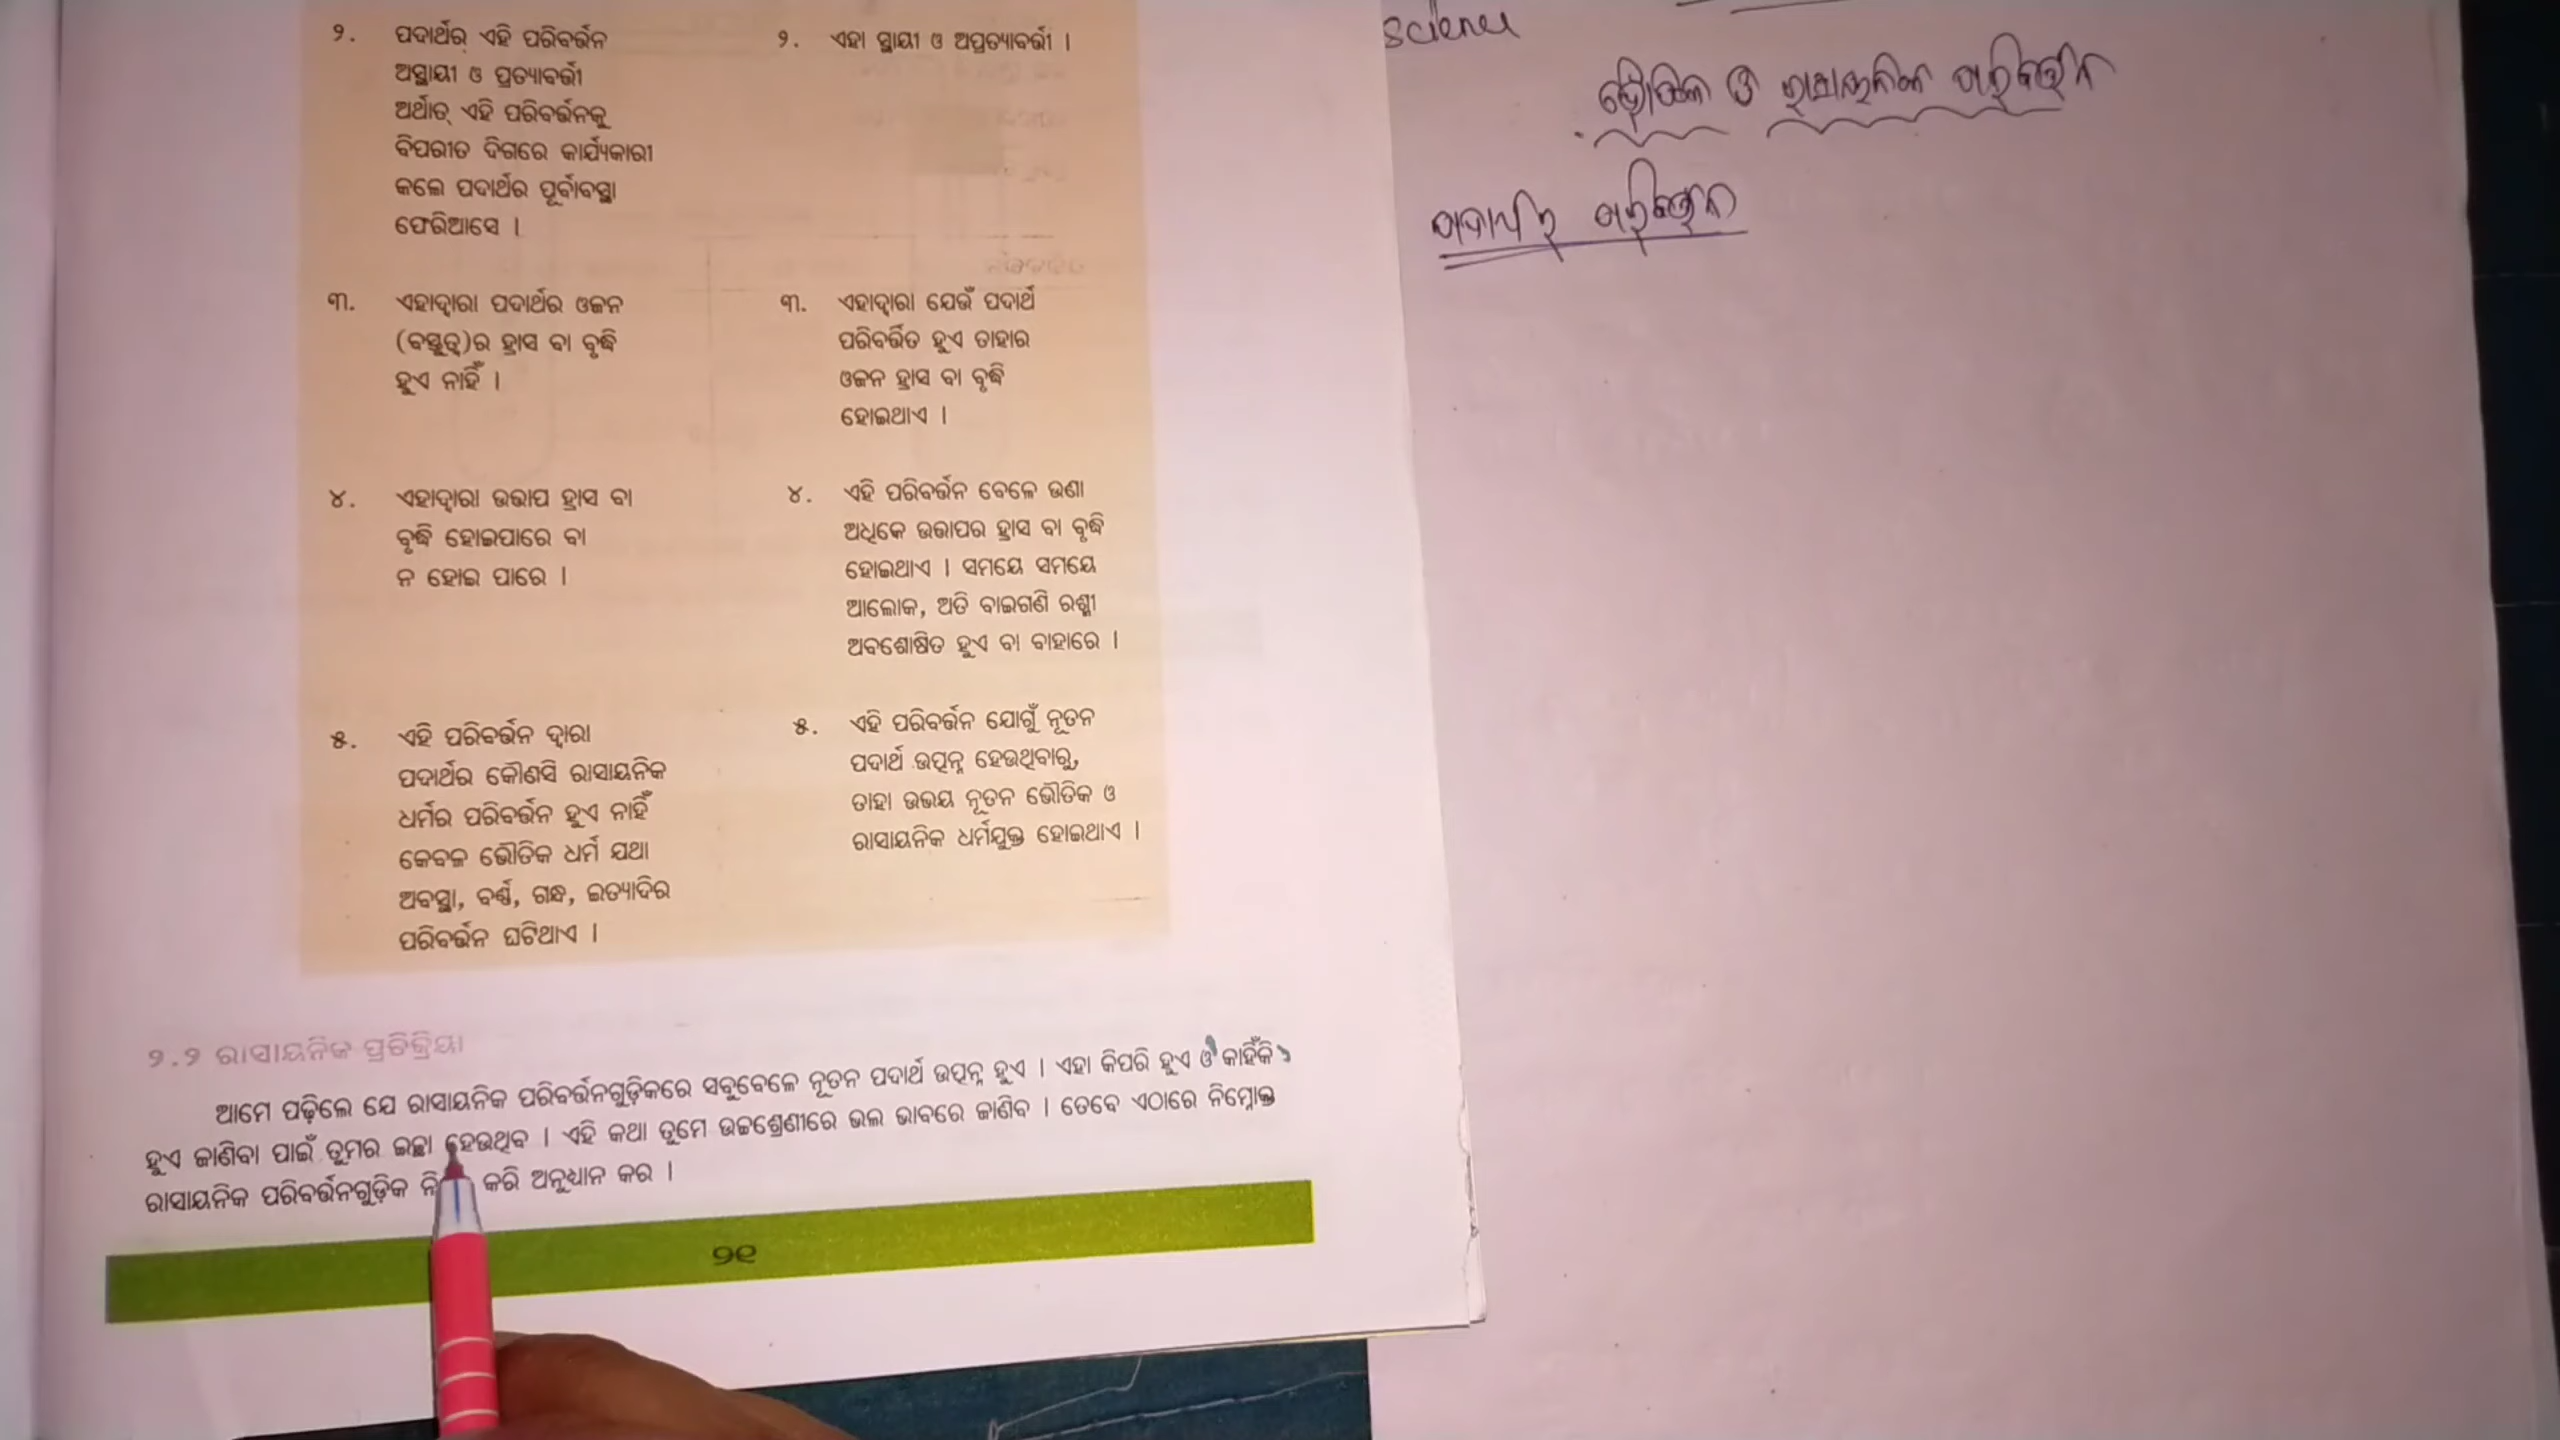 ୨. ପଦାର୍ଥର ଏହି ପରିବର୍ତ୍ତନ
ଅସ୍ଥାୟୀ ଓ ପ୍ରତ୍ୟାବର୍ତ୍ତୀ
ଅର୍ଥାତ୍ ଏହି ପରିବର୍ତ୍ତନକୁ
ବିପରୀତ ଦିଗରେ କାର୍ଯ୍ୟକାରୀ
କଲେ ପଦାର୍ଥର ପୂର୍ବାବସ୍ଥା
ଫେରିଆସେ ।
୨. ଏହା ସ୍ଥାୟୀ ଓ ଅପ୍ରତ୍ୟାବର୍ତ୍ତୀ ।
୩. ଏହାଦ୍ୱାରା ପଦାର୍ଥର ଓଜନ
(ବସ୍ତୁତ୍ୱ)ର ହ୍ରାସ ବା ବୃଦ୍ଧି
ହୁଏ ନାହିଁ ।
୩. ଏହାଦ୍ୱାରା ଯେଉଁ ପଦାର୍ଥ
ପରିବର୍ତ୍ତିତ ହୁଏ ତାହାର
ଓଜନ ହ୍ରାସ ବା ବୃଦ୍ଧି
ହୋଇଥାଏ ।
୪. ଏହାଦ୍ୱାରା ଉତ୍ତାପ ହ୍ରାସ ବା
ବୃଦ୍ଧି ହୋଇପାରେ ବା
ନ ହୋଇ ପାରେ ।
୪. ଏହି ପରିବର୍ତ୍ତନ ବେଳେ ଊଣା
ଅଧିକେ ଉତ୍ତାପର ହ୍ରାସ ବା ବୃଦ୍ଧି
ହୋଇଥାଏ । ସମୟେ ସମୟେ
ଆଲୋକ, ଅତି ବାଇଗଣି ରଶ୍ମୀ
ଅବଶୋଷିତ ହୁଏ ବା ବାହାରେ ।
୫. ଏହି ପରିବର୍ତ୍ତନ ଦ୍ୱାରା
ପଦାର୍ଥର କୌଣସି ରାସାୟନିକ
ଧର୍ମର ପରିବର୍ତ୍ତନ ହୁଏ ନାହିଁ
କେବଳ ଭୌତିକ ଧର୍ମ ଯଥା
ଅବସ୍ଥା, ବର୍ଣ୍ଣ, ଗନ୍ଧ, ଇତ୍ୟାଦିର
ପରିବର୍ତ୍ତନ ଘଟିଥାଏ ।
୫. ଏହି ପରିବର୍ତ୍ତନ ଯୋଗୁଁ ନୂତନ
ପଦାର୍ଥ ଉତ୍ପନ୍ନ ହେଉଥିବାରୁ,
ତାହା ଉଭୟ ନୂତନ ଭୌତିକ ଓ
ରାସାୟନିକ ଧର୍ମଯୁକ୍ତ ହୋଇଥାଏ ।
୨.୨ ରାସାୟନିକ ପ୍ରତିକ୍ରିୟା
ଆମେ ପଢ଼ିଲେ ଯେ ରାସାୟନିକ ପରିବର୍ତ୍ତନଗୁଡ଼ିକରେ ସବୁବେଳେ ନୂତନ ପଦାର୍ଥ ଉତ୍ପନ୍ନ ହୁଏ । ଏହା କିପରି ହୁଏ ଓ କାହିଁକି
ହୁଏ ଜାଣିବା ପାଇଁ ତୁମର ଇଚ୍ଛା ହେଉଥିବ । ଏହି କଥା ତୁମେ ଉଚ୍ଚଶ୍ରେଣୀରେ ଭଲ ଭାବରେ ଜାଣିବ । ତେବେ ଏଠାରେ ନିମ୍ନୋକ୍ତ
ରାସାୟନିକ ପରିବର୍ତ୍ତନଗୁଡ଼ିକ କରି ଅନୁଧ୍ୟାନ କର ।
୨୧
Science
ଭୌତିକ ଓ ରାସାୟନିକ ପରିବର୍ତ୍ତନ
ପଦାର୍ଥର ପରିବର୍ତ୍ତନ